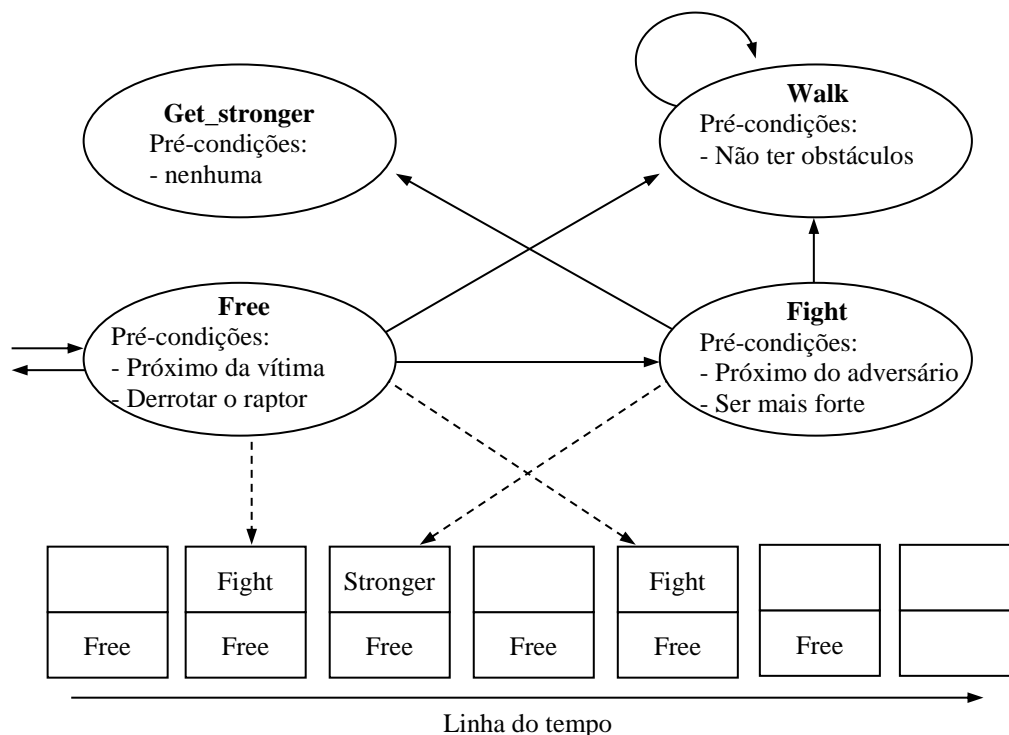 Get_stronger
Pré-condições:
- nenhuma
Walk
Pré-condições:
- Não ter obstáculos
Free
Pré-condições:
- Próximo da vítima
- Derrotar o raptor
Fight
Pré-condições:
- Próximo do adversário
- Ser mais forte
Fight Stronger Fight
Free Free Free Free Free Free
Linha do tempo